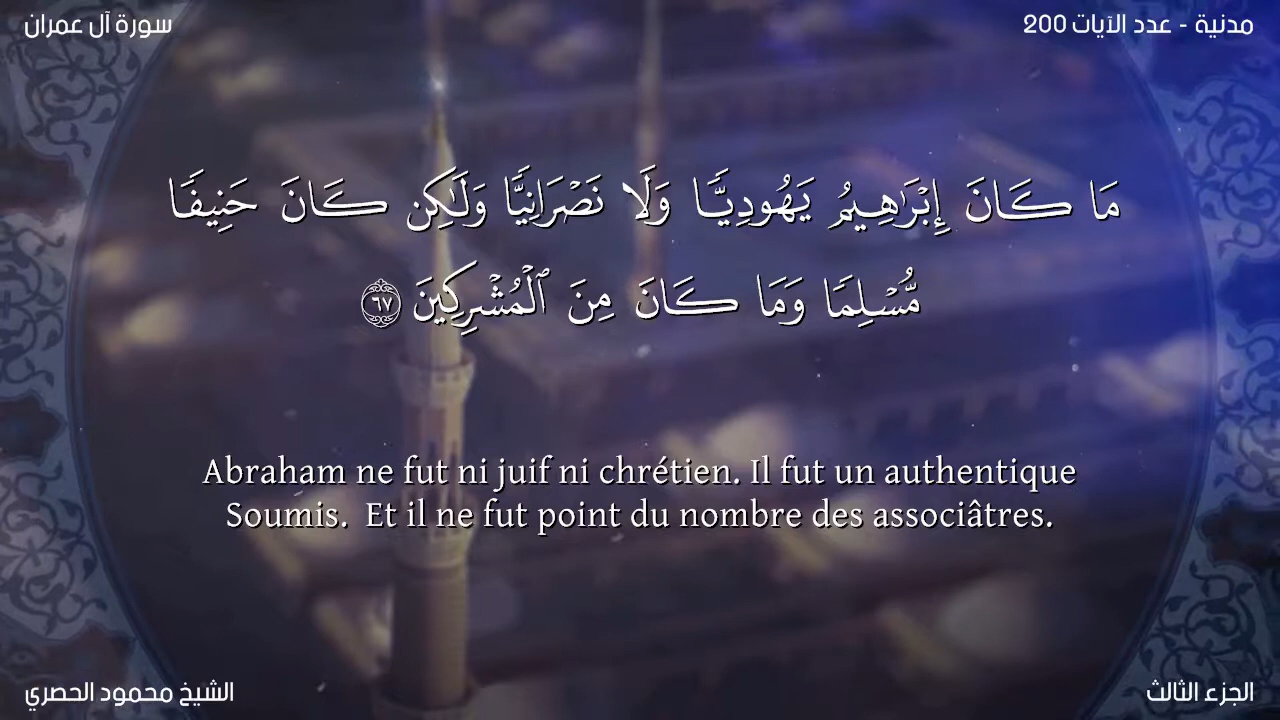 سورة آل عمران
مدنية - عدد الآيات 200
مَا كَانَ إِبْرَٰهِيمُ يَهُودِيًّا وَلَا نَصْرَانِيًّا وَلَٰكِن كَانَ حَنِيفًا
مُّسْلِمًا وَمَا كَانَ مِنَ ٱلْمُشْرِكِينَ ٦٧
Abraham ne fut ni juif ni chrétien. Il fut un authentique
Soumis.  Et il ne fut point du nombre des associâtres.
الشيخ محمود الحصري
الجزء الثالث